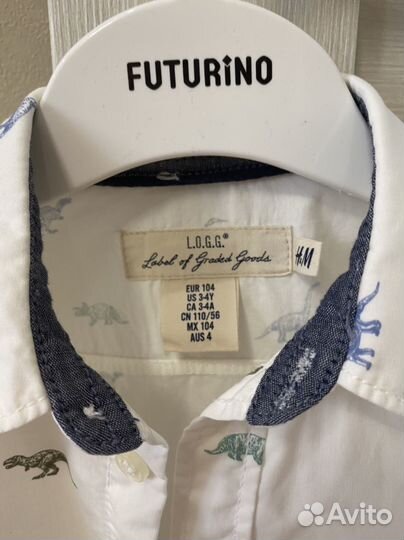 FUTURiNO
L.O.G.G.®
Label of Graded Goods
H&M
EUR 104
US 3-4Y
CA 3-4A
CN 110/56
MX 104
AUS 4
Avito